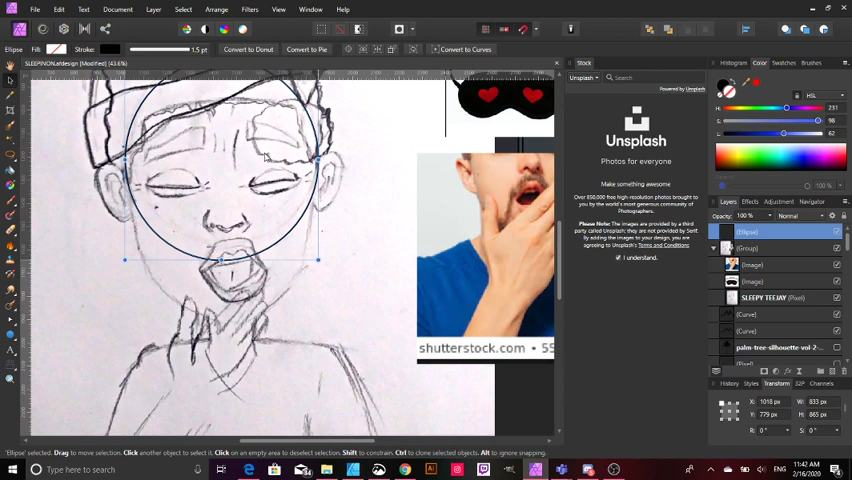 File Edit Text Document Layer Select Arrange Filters View Window Help
Ellipse Fill: Stroke: 1.5 pt Convert to Donut Convert to Pie Convert to Curves
SLEEPINON.afdesign [Modified] (43.6%)
Stock
Unsplash Search
Powered by Unsplash
Unsplash
Photos for everyone
Make something awesome
Over 850,000 free high-resolution photos brought to
you by the world's most generous community of
Photographers.
Please Note: The images are provided by a
third party called Unsplash; they are not provided by Serif.
By adding the images to your design, you are
agreeing to Unsplash's Terms and Conditions
I understand.
Histogram Color Swatches Brushes
HSL
H: 231
S: 98
L: 62
100 %
Layers Effects Adjustment Navigator
Opacity: 100 % Normal
(Ellipse)
(Group)
(Image)
(Image)
SLEEPY TEEJAY (Pixel)
(Curve)
(Curve)
palm-tree-silhouette-vol-2-
(Pixel)
History Styles Transform 32P Channels
X: 1018 px W: 833 px
Y: 779 px H: 865 px
R: 0 ° S: 0 °
shutterstock.com • 55
'Ellipse' selected. Drag to move selection. Click another object to select it. Click on an empty area to deselect selection. Shift to constrain. Ctrl to clone selected objects. Alt to ignore snapping.
ENG 11:42 AM
2/16/2020